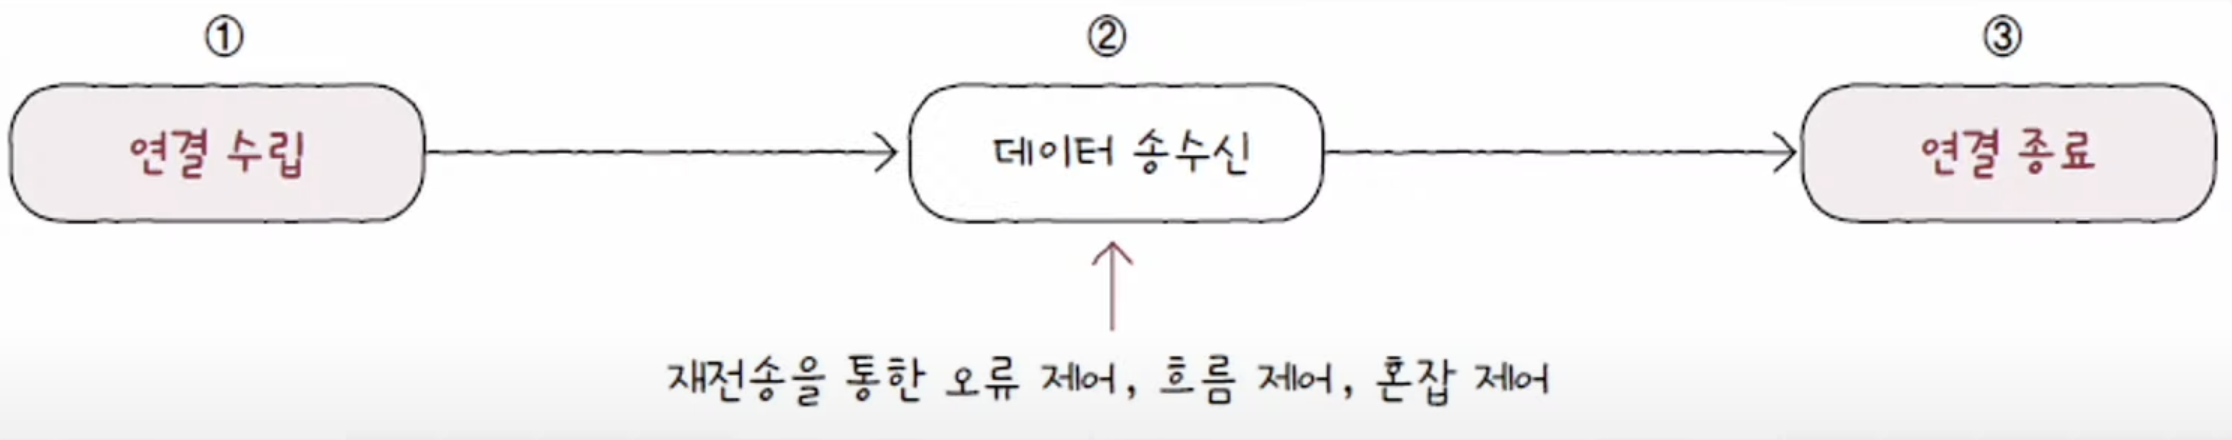 ①
②
③
연결 수립
데이터 송수신
연결 종료
재전송을 통한 오류 제어, 흐름 제어, 혼잡 제어